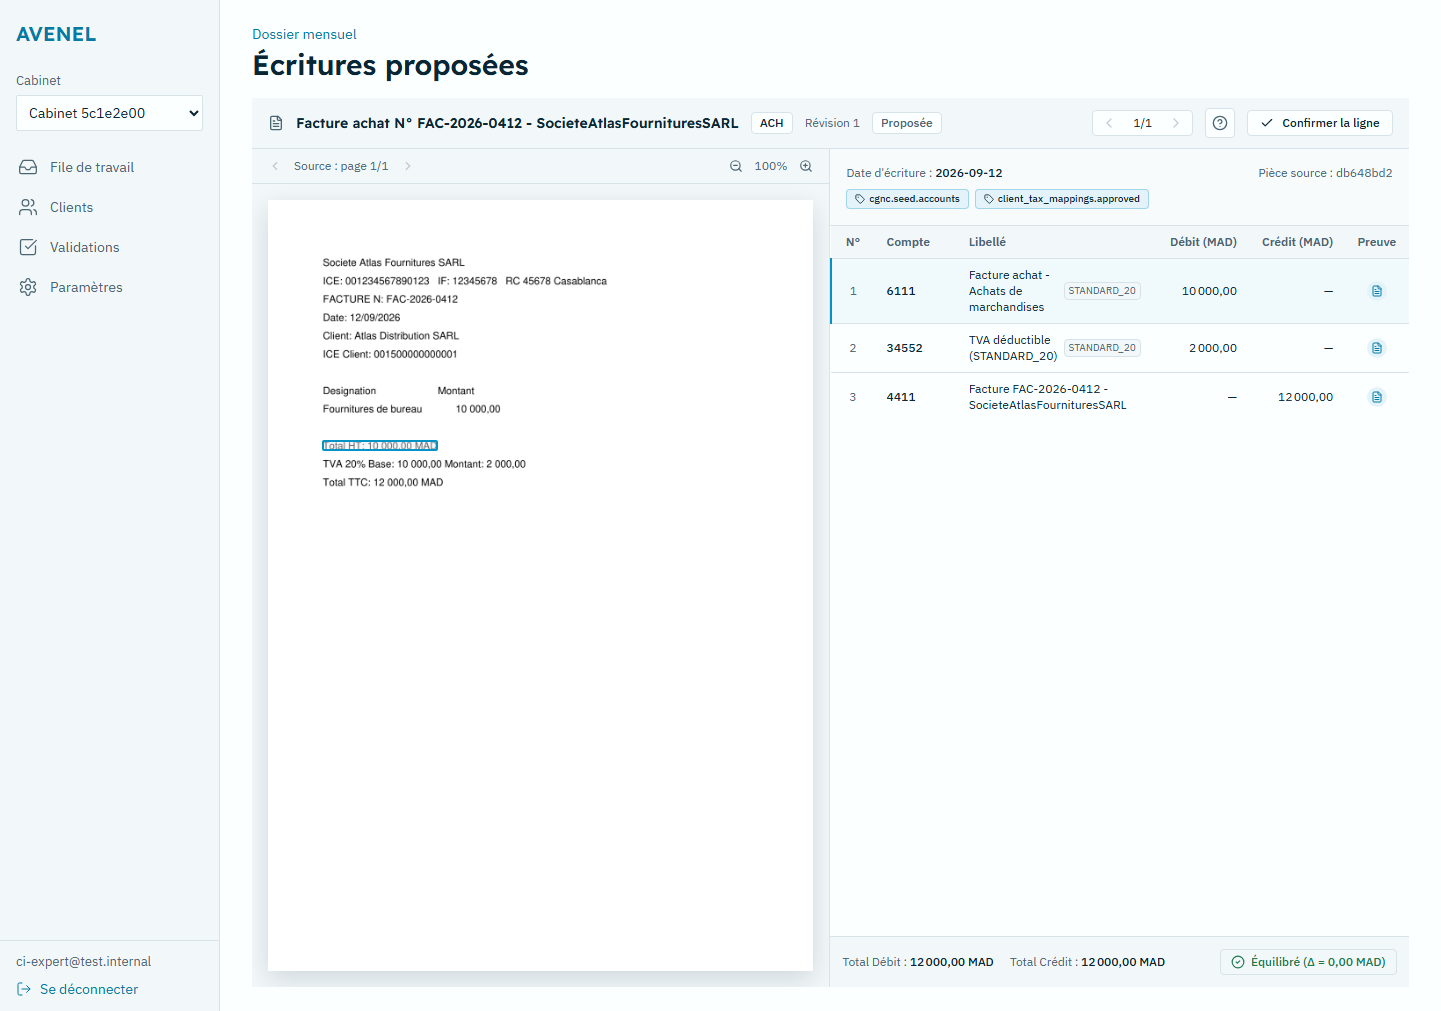 AVENEL
Cabinet
Cabinet 5c1e2e00
File de travail
Clients
Validations
Paramètres
ci-expert@test.internal
Se déconnecter
Dossier mensuel
Écritures proposées
Facture achat N° FAC-2026-0412 - SocieteAtlasFournituresSARL ACH Révision 1 Proposée 1/1 Confirmer la ligne
Source : page 1/1 100%
Societe Atlas Fournitures SARL
ICE: 001234567890123 IF: 12345678 RC 45678 Casablanca
FACTURE N: FAC-2026-0412
Date: 12/09/2026
Client: Atlas Distribution SARL
ICE Client: 001500000000001
Designation Montant
Fournitures de bureau 10 000,00
Total HT: 10 000,00 MAD
TVA 20% Base: 10 000,00 Montant: 2 000,00
Total TTC: 12 000,00 MAD
Date d'écriture : 2026-09-12 Pièce source : db648bd2
cgnc.seed.accounts client_tax_mappings.approved
N° Compte Libellé Débit (MAD) Crédit (MAD) Preuve
1 6111 Facture achat - Achats de marchandises STANDARD_20 10 000,00 —
2 34552 TVA déductible (STANDARD_20) STANDARD_20 2 000,00 —
3 4411 Facture FAC-2026-0412 - SocieteAtlasFournituresSARL — 12 000,00
Total Débit : 12 000,00 MAD Total Crédit : 12 000,00 MAD Équilibré (Δ = 0,00 MAD)